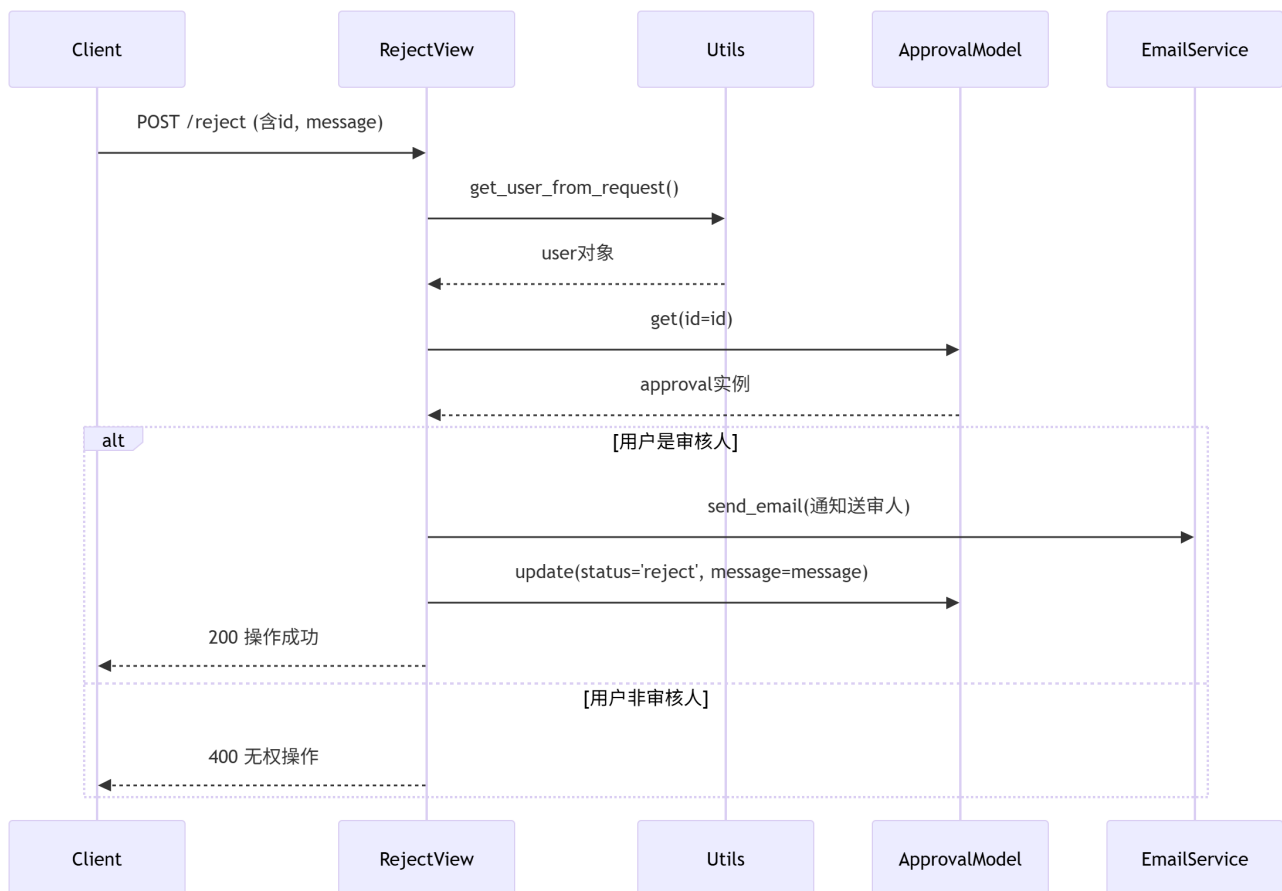 Client
RejectView
Utils
ApprovalModel
EmailService
POST /reject (含id, message)
get_user_from_request()
user对象
get(id=id)
approval实例
alt
[用户是审核人]
send_email(通知送审人)
update(status='reject', message=message)
200 操作成功
[用户非审核人]
400 无权操作
Client
RejectView
Utils
ApprovalModel
EmailService